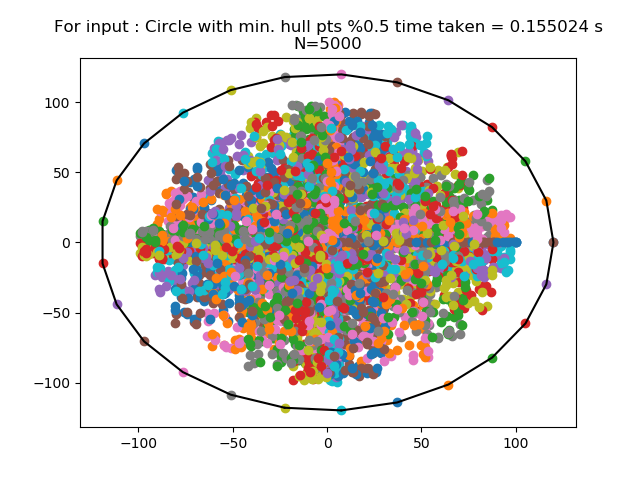 For input : Circle with min. hull pts %0.5 time taken = 0.155024 s
N=5000
100
50
0
−50
−100
−100 −50 0 50 100